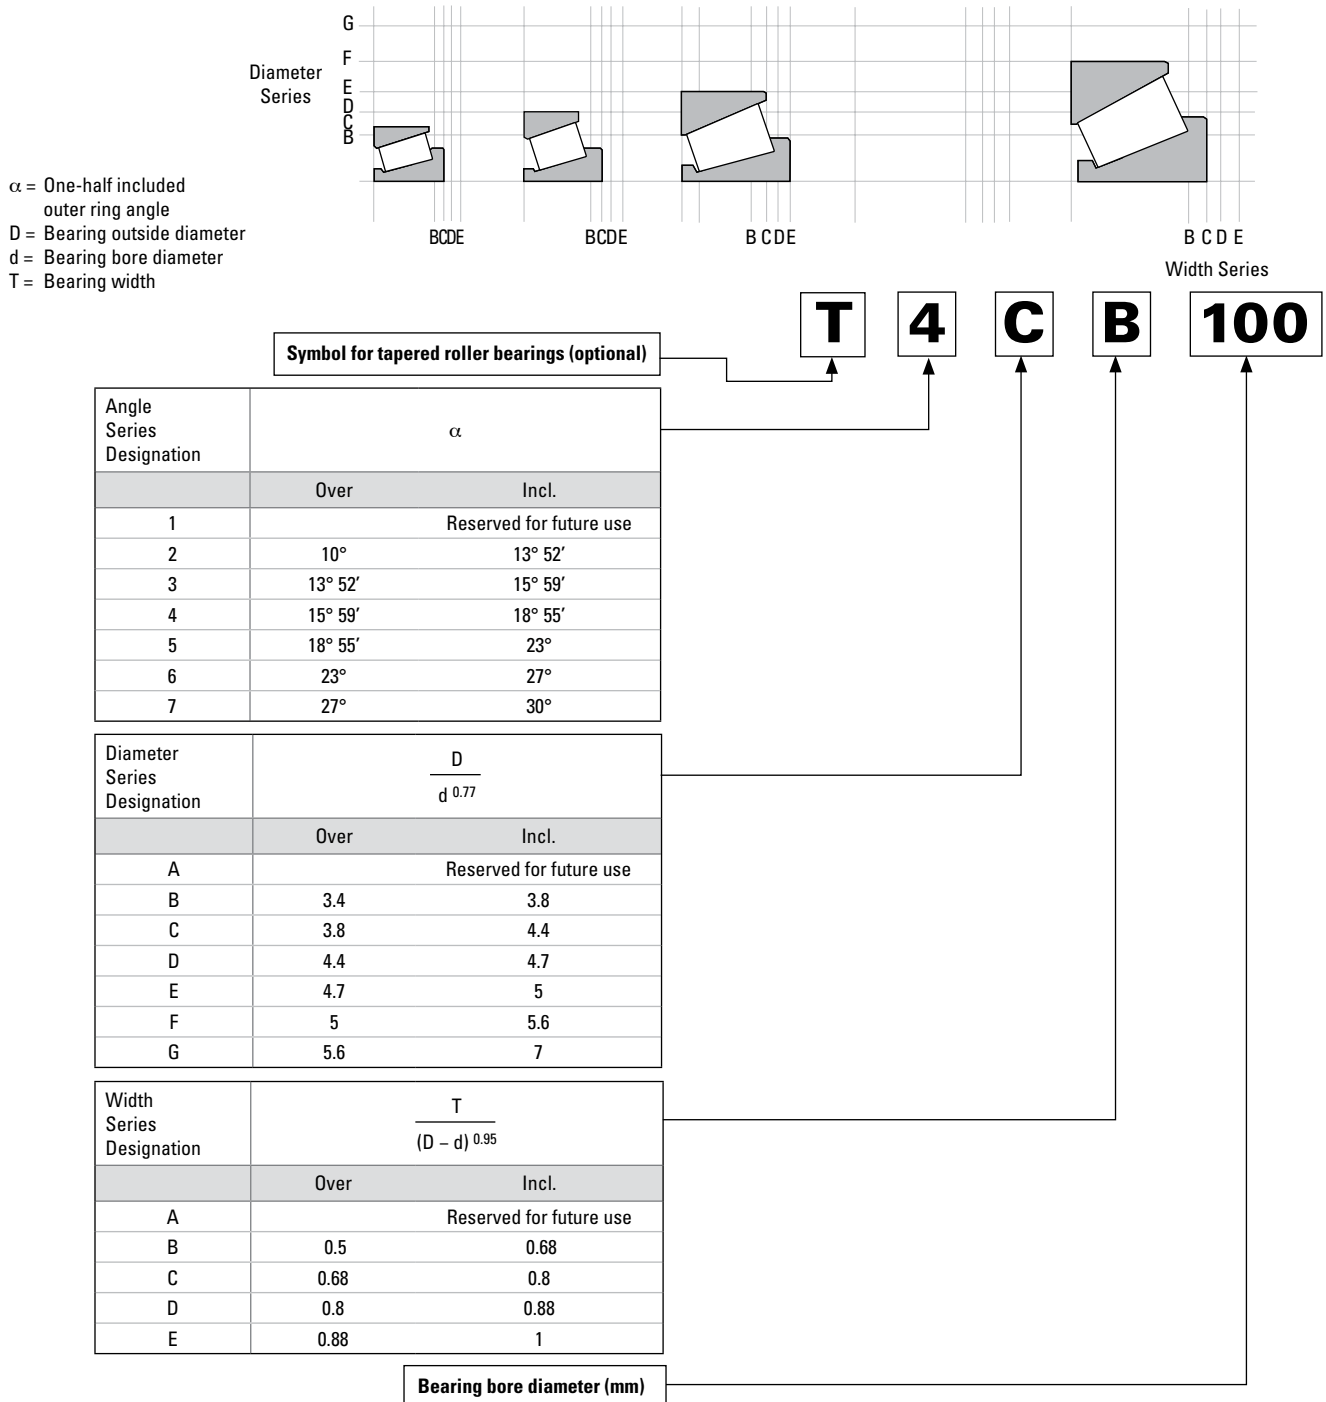 G
F
E
D
C
B
Diameter
Series
α = One-half included
outer ring angle
D = Bearing outside diameter
d = Bearing bore diameter
T = Bearing width
BCDE BCDE B C D E B C D E
Width Series
T 4 C B 100
Symbol for tapered roller bearings (optional)
Angle
Series
Designation
α
Over Incl.
1 Reserved for future use
2 10° 13° 52′
3 13° 52′ 15° 59′
4 15° 59′ 18° 55′
5 18° 55′ 23°
6 23° 27°
7 27° 30°
Diameter
Series
Designation
D
d 0.77
Over Incl.
A Reserved for future use
B 3.4 3.8
C 3.8 4.4
D 4.4 4.7
E 4.7 5
F 5 5.6
G 5.6 7
Width
Series
Designation
T
(D – d) 0.95
Over Incl.
A Reserved for future use
B 0.5 0.68
C 0.68 0.8
D 0.8 0.88
E 0.88 1
Bearing bore diameter (mm)